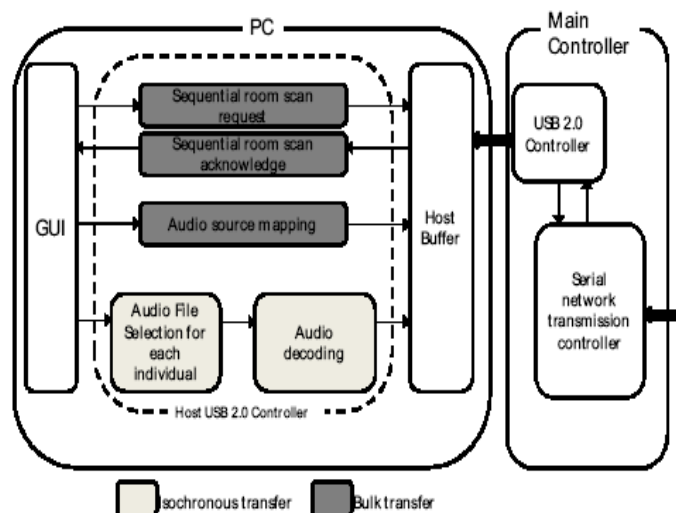 PC
Main
Controller
Sequential room scan
request
Sequential room scan
acknowledge
USB 2.0
Controller
GUI
Audio source mapping
Host
Buffer
Serial
network
transmission
controller
Audio File
Selection for
each
individual
Audio
decoding
Host USB 2.0 Controller
Isochronous transfer
Bulk transfer